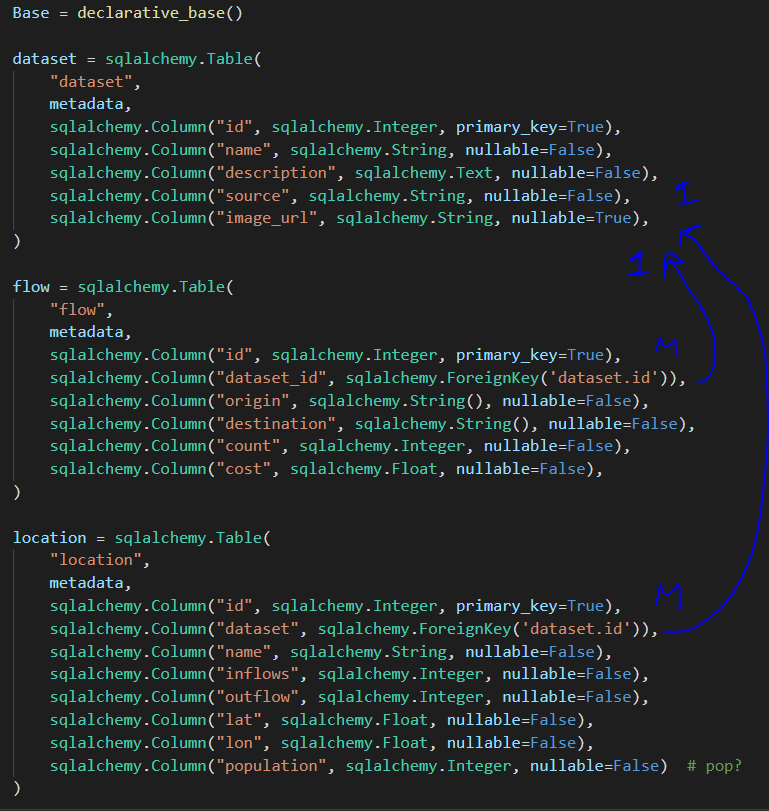 Base = declarative_base()
dataset = sqlalchemy.Table(
"dataset",
metadata,
sqlalchemy.Column("id", sqlalchemy.Integer, primary_key=True),
sqlalchemy.Column("name", sqlalchemy.String, nullable=False),
sqlalchemy.Column("description", sqlalchemy.Text, nullable=False),
sqlalchemy.Column("source", sqlalchemy.String, nullable=False), 1
sqlalchemy.Column("image_url", sqlalchemy.String, nullable=True),
)
1
flow = sqlalchemy.Table(
"flow",
metadata,
sqlalchemy.Column("id", sqlalchemy.Integer, primary_key=True), M
sqlalchemy.Column("dataset_id", sqlalchemy.ForeignKey('dataset.id')),
sqlalchemy.Column("origin", sqlalchemy.String(), nullable=False),
sqlalchemy.Column("destination", sqlalchemy.String(), nullable=False),
sqlalchemy.Column("count", sqlalchemy.Integer, nullable=False),
sqlalchemy.Column("cost", sqlalchemy.Float, nullable=False),
)
location = sqlalchemy.Table(
"location",
metadata,
sqlalchemy.Column("id", sqlalchemy.Integer, primary_key=True), M
sqlalchemy.Column("dataset", sqlalchemy.ForeignKey('dataset.id')),
sqlalchemy.Column("name", sqlalchemy.String, nullable=False),
sqlalchemy.Column("inflows", sqlalchemy.Integer, nullable=False),
sqlalchemy.Column("outflow", sqlalchemy.Integer, nullable=False),
sqlalchemy.Column("lat", sqlalchemy.Float, nullable=False),
sqlalchemy.Column("lon", sqlalchemy.Float, nullable=False),
sqlalchemy.Column("population", sqlalchemy.Integer, nullable=False) # pop?
)